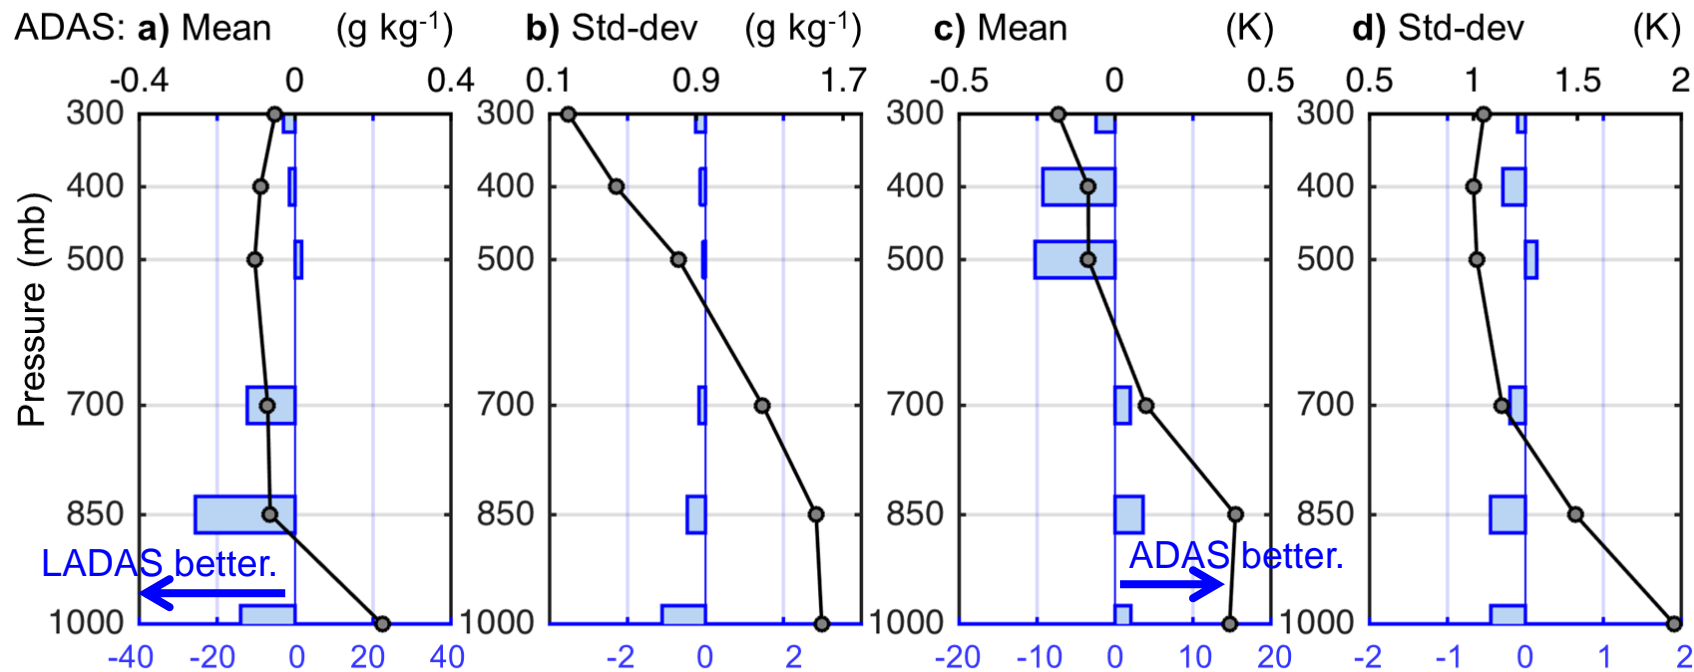 ADAS: a) Mean (g kg-1) b) Std-dev (g kg-1) c) Mean (K) d) Std-dev (K)
-0.4 0 0.4 0.1 0.9 1.7 -0.5 0 0.5 0.5 1 1.5 2
300 300 300 300
400 400 400 400
500 500 500 500
700 700 700 700
850 850 850 850
1000 1000 1000 1000
Pressure (mb)
LADAS better.
ADAS better.
-40 -20 0 20 40 -2 0 2 -20 -10 0 10 20 -2 -1 0 1 2